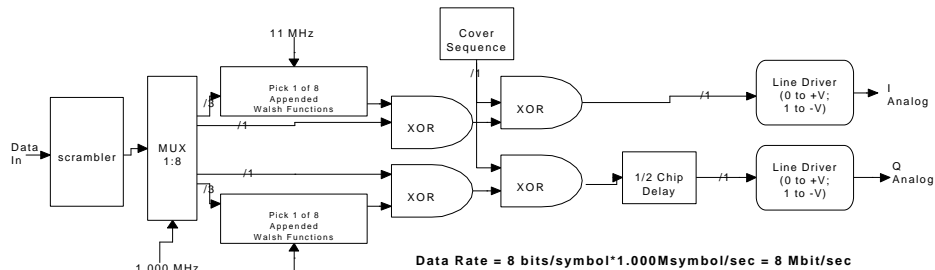 11 MHz
Cover
Sequence
/1
Pick 1 of 8
Appended
Walsh Functions
/3
/1
XOR
XOR
/1
Line Driver
(0 to +V;
1 to -V)
I
Analog
Data
In
scrambler
MUX
1:8
/1
/3
XOR
XOR
1/2 Chip
Delay
/1
Line Driver
(0 to +V;
1 to -V)
Q
Analog
Pick 1 of 8
Appended
Walsh Functions
1.000 MHz
Data Rate = 8 bits/symbol*1.000Msymbol/sec = 8 Mbit/sec